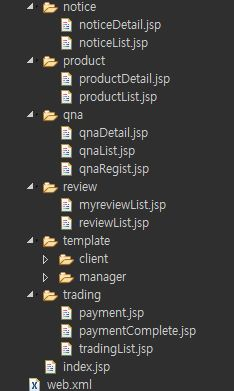 notice
noticeDetail.jsp
noticeList.jsp
product
productDetail.jsp
productList.jsp
qna
qnaDetail.jsp
qnaList.jsp
qnaRegist.jsp
review
myreviewList.jsp
reviewList.jsp
template
client
manager
trading
payment.jsp
paymentComplete.jsp
tradingList.jsp
index.jsp
web.xml